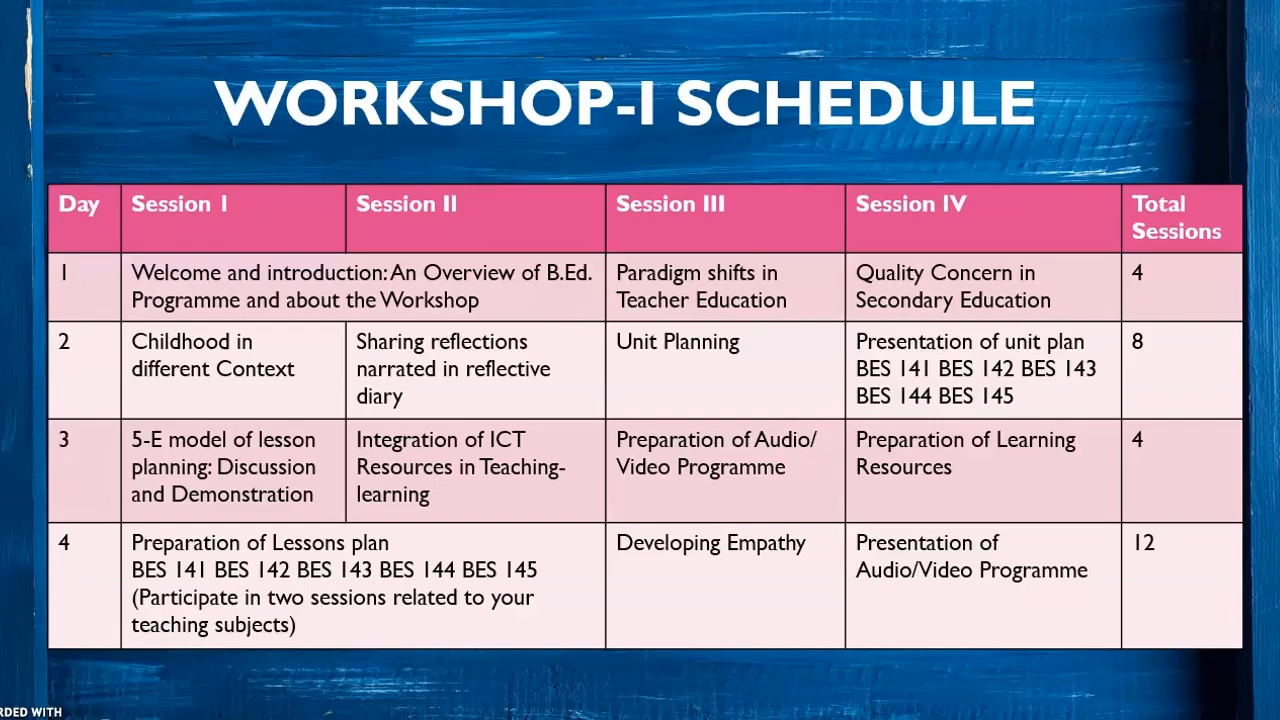 WORKSHOP-I SCHEDULE
Day
Session I
Session II
Session III
Session IV
Total
Sessions
1
Welcome and introduction: An Overview of B.Ed.
Programme and about the Workshop
Paradigm shifts in
Teacher Education
Quality Concern in
Secondary Education
4
2
Childhood in
different Context
Sharing reflections
narrated in reflective
diary
Unit Planning
Presentation of unit plan
BES 141 BES 142 BES 143
BES 144 BES 145
8
3
5-E model of lesson
planning: Discussion
and Demonstration
Integration of ICT
Resources in Teaching-
learning
Preparation of Audio/
Video Programme
Preparation of Learning
Resources
4
4
Preparation of Lessons plan
BES 141 BES 142 BES 143 BES 144 BES 145
(Participate in two sessions related to your
teaching subjects)
Developing Empathy
Presentation of
Audio/Video Programme
12
RDED WITH